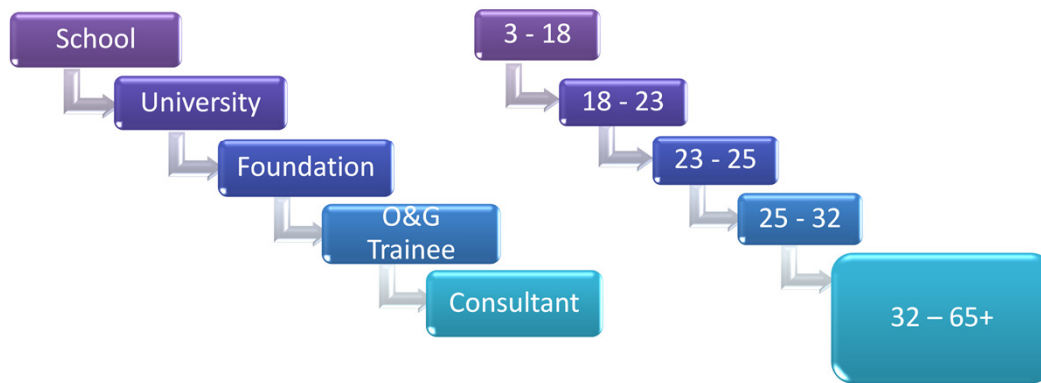 School
University
Foundation
O&G
Trainee
Consultant
3 - 18
18 - 23
23 - 25
25 - 32
32 – 65+